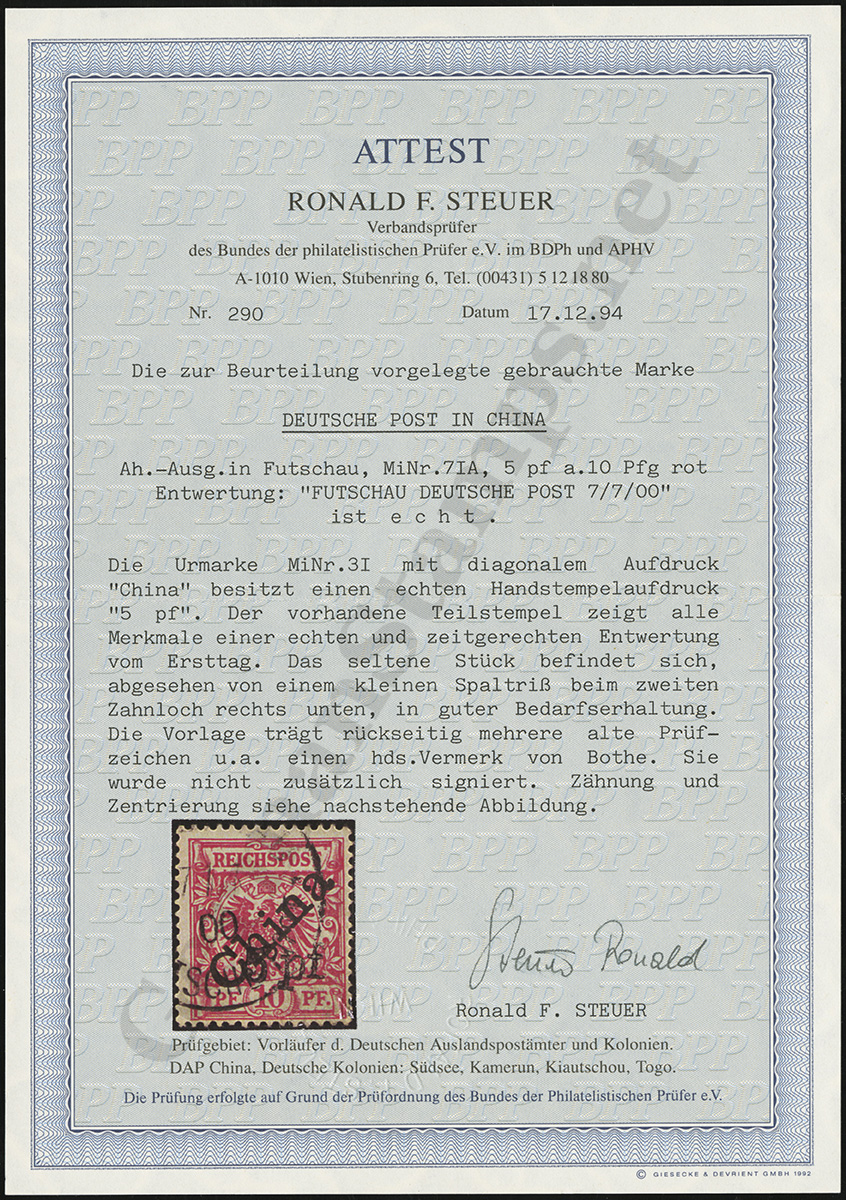 ATTEST
RONALD F. STEUER
Verbandsprüfer
des Bundes der philatelistischen Prüfer e.V. im BDPh und APHV
A-1010 Wien, Stubenring 6, Tel. (00431) 5 12 18 80
Nr. 290 Datum 17.12.94
Die zur Beurteilung vorgelegte gebrauchte Marke
DEUTSCHE POST IN CHINA
Ah.-Ausg.in Futschau, MiNr.7IA, 5 pf a.10 Pfg rot
Entwertung: "FUTSCHAU DEUTSCHE POST 7/7/00"
ist e c h t .
Die Urmarke MiNr.3I mit diagonalem Aufdruck
"China" besitzt einen echten Handstempelaufdruck
"5 pf". Der vorhandene Teilstempel zeigt alle
Merkmale einer echten und zeitgerechten Entwertung
vom Ersttag. Das seltene Stück befindet sich,
abgesehen von einem kleinen Spaltriß beim zweiten
Zahnloch rechts unten, in guter Bedarfserhaltung.
Die Vorlage trägt rückseitig mehrere alte Prüf-
zeichen u.a. einen hds.Vermerk von Bothe. Sie
wurde nicht zusätzlich signiert. Zähnung und
Zentrierung siehe nachstehende Abbildung.
REICHSPOST
China
00
5 pf
PF. 10 PF.
Steuer Ronald
Ronald F. STEUER
Prüfgebiet: Vorläufer d. Deutschen Auslandspostämter und Kolonien.
DAP China, Deutsche Kolonien: Südsee, Kamerun, Kiautschou, Togo.
Die Prüfung erfolgte auf Grund der Prüfordnung des Bundes der Philatelistischen Prüfer e.V.
© GIESECKE & DEVRIENT GMBH 1992